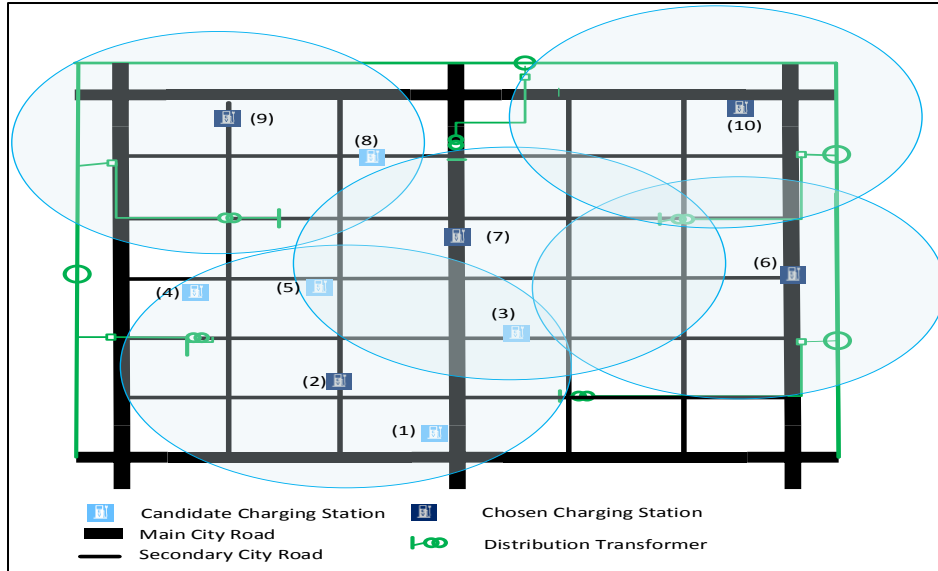 (9)
(10)
(8)
(7)
(6)
(5)
(4)
(3)
(2)
(1)
Candidate Charging Station
Chosen Charging Station
Main City Road
Distribution Transformer
Secondary City Road